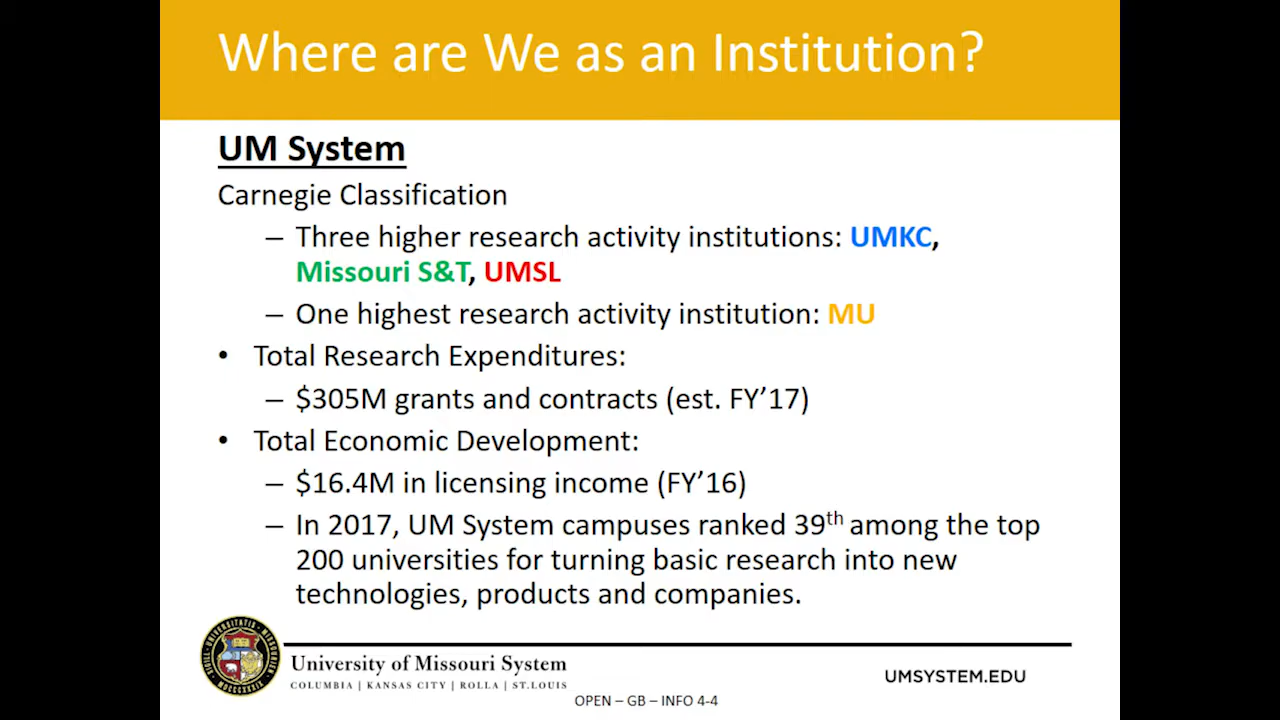 Where are We as an Institution?
UM System
Carnegie Classification
– Three higher research activity institutions: UMKC,
Missouri S&T, UMSL
– One highest research activity institution: MU
• Total Research Expenditures:
– $305M grants and contracts (est. FY’17)
• Total Economic Development:
– $16.4M in licensing income (FY’16)
– In 2017, UM System campuses ranked 39th among the top
200 universities for turning basic research into new
technologies, products and companies.
University of Missouri System
COLUMBIA | KANSAS CITY | ROLLA | ST.LOUIS
UMSYSTEM.EDU
OPEN – GB – INFO 4-4